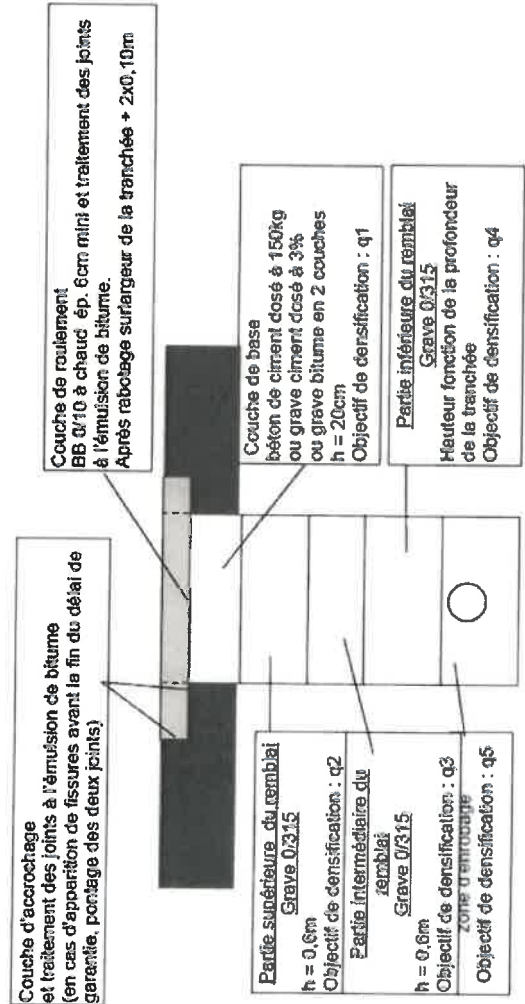 Couche d'accrochage
et traitement des joints à l'émulsion de bitume
(en cas d'apparition de fissures avant la fin du délai de
garantie, pontage des deux joints)
Couche de roulement
BB 0/10 à chaud ép. 6cm mini et traitement des joints
à l'émulsion de bitume.
Après rabotage surlargeur de la tranchée + 2x0,10m
Couche de base
béton de ciment dosé à 150kg
ou grave ciment dosé à 3%
ou grave bitume en 2 couches
h = 20cm
Objectif de densification : q1
Partie supérieure du remblai
Grave 0/315
h = 0,6m
Objectif de densification : q2
Partie intermédiaire du
remblai
Grave 0/315
h = 0,6m
Objectif de densification : q3
zone d'enrobage
Objectif de densification : q5
Partie inférieure du remblai
Grave 0/315
Hauteur fonction de la profondeur
de la tranchée
Objectif de densification : q4